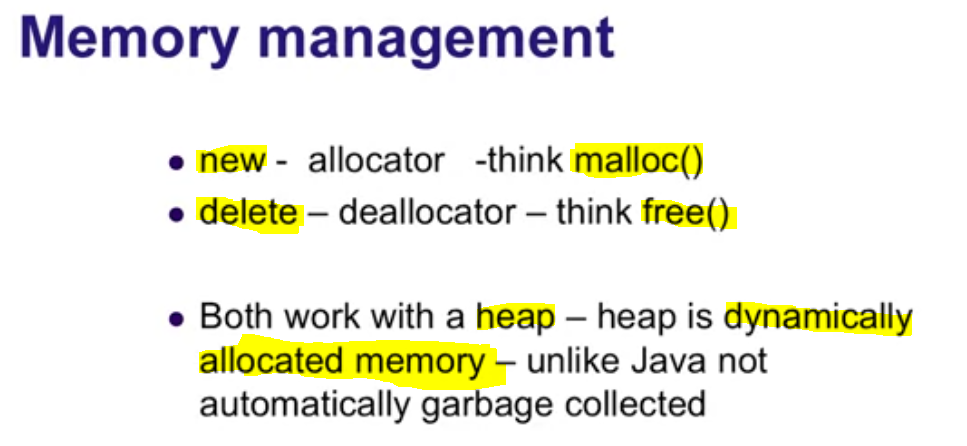 Memory management
• new - allocator -think malloc()
• delete – deallocator – think free()
• Both work with a heap – heap is dynamically
allocated memory – unlike Java not
automatically garbage collected